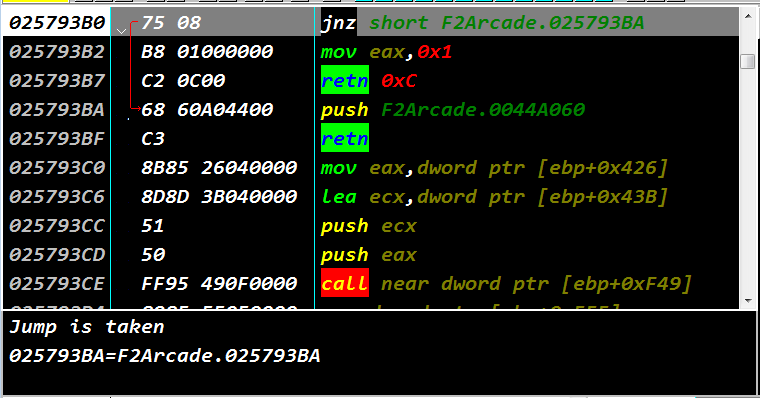 025793B0 75 08 jnz short F2Arcade.025793BA
025793B2 B8 01000000 mov eax,0x1
025793B7 C2 0C00 retn 0xC
025793BA 68 60A04400 push F2Arcade.0044A060
025793BF C3 retn
025793C0 8B85 26040000 mov eax,dword ptr [ebp+0x426]
025793C6 8D8D 3B040000 lea ecx,dword ptr [ebp+0x43B]
025793CC 51 push ecx
025793CD 50 push eax
025793CE FF95 490F0000 call near dword ptr [ebp+0xF49]
Jump is taken
025793BA=F2Arcade.025793BA